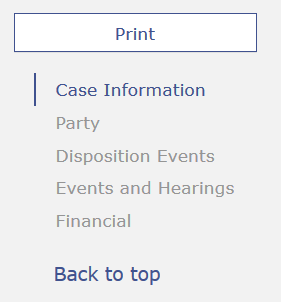 Print
Case Information
Party
Disposition Events
Events and Hearings
Financial
Back to top